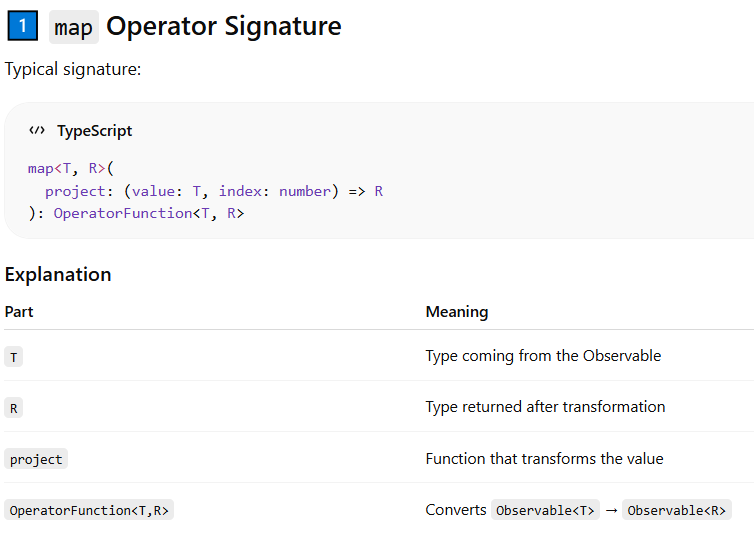 1 map Operator Signature
Typical signature:
</> TypeScript
map<T, R>(
  project: (value: T, index: number) => R
): OperatorFunction<T, R>
Explanation
Part Meaning
T Type coming from the Observable
R Type returned after transformation
project Function that transforms the value
OperatorFunction<T,R> Converts Observable<T> → Observable<R>